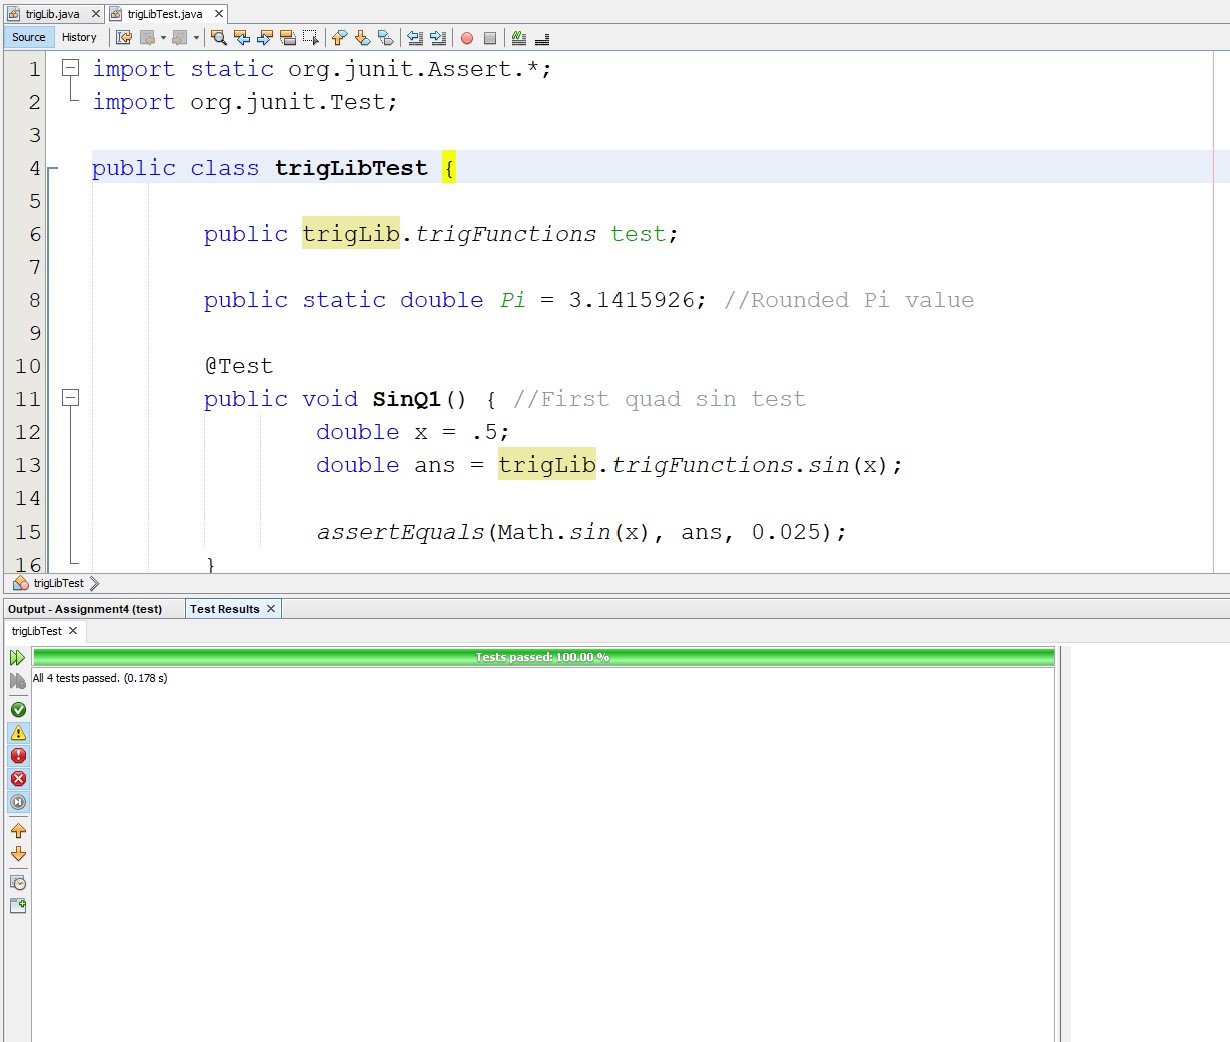 trigLib.java trigLibTest.java
Source History
1 import static org.junit.Assert.*;
2 import org.junit.Test;
3
4 public class trigLibTest {
5
6 public trigLib.trigFunctions test;
7
8 public static double Pi = 3.1415926; //Rounded Pi value
9
10 @Test
11 public void SinQ1() { //First quad sin test
12 double x = .5;
13 double ans = trigLib.trigFunctions.sin(x);
14
15 assertEquals(Math.sin(x), ans, 0.025);
16 }
trigLibTest
Output - Assignment4 (test) Test Results
trigLibTest
Tests passed: 100.00 %
All 4 tests passed. (0.178 s)